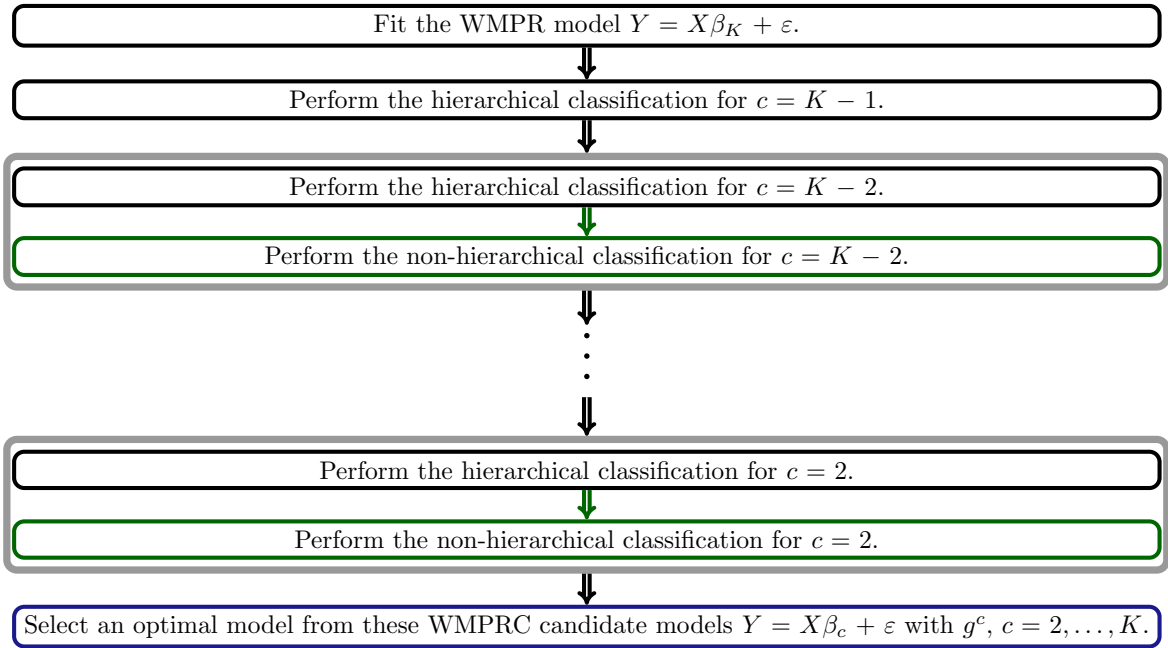 Fit the WMPR model Y = Xβ_K + ε.
Perform the hierarchical classification for c = K − 1.
Perform the hierarchical classification for c = K − 2.
Perform the non-hierarchical classification for c = K − 2.
Perform the hierarchical classification for c = 2.
Perform the non-hierarchical classification for c = 2.
Select an optimal model from these WMPRC candidate models Y = Xβ_c + ε with g^c, c = 2, . . . , K.